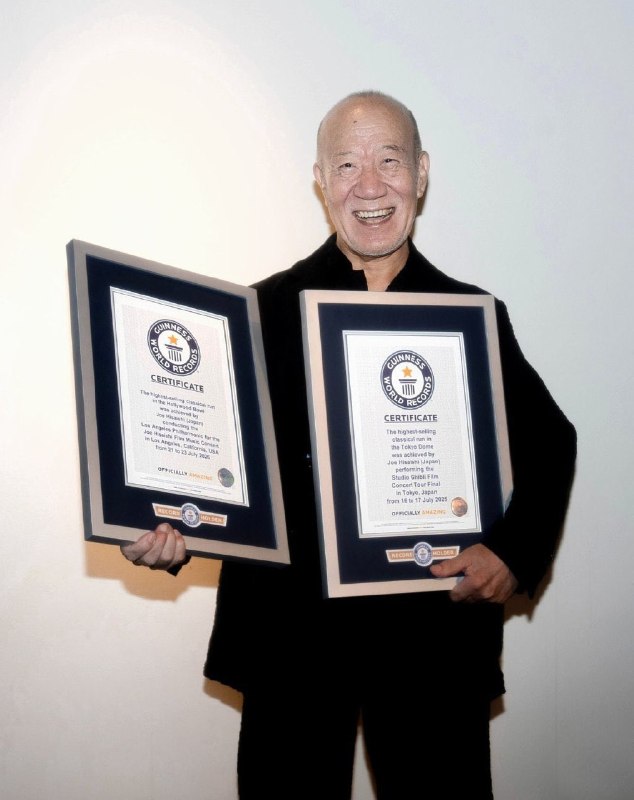 GUINNESS
WORLD RECORDS
CERTIFICATE
The highest-selling classical run
in the Hollywood Bowl
was achieved by
Joe Hisaishi (Japan)
conducting the
Los Angeles Philharmonic for the
Joe Hisaishi Film Music Concert
in Los Angeles, California, USA
from 21 to 23 July 2025
OFFICIALLY AMAZING
RECORD HOLDER
GUINNESS
WORLD RECORDS
CERTIFICATE
The highest-selling
classical run in
the Tokyo Dome
was achieved by
Joe Hisaishi (Japan)
performing the
Studio Ghibli Film
Concert Tour Final
in Tokyo, Japan
from 16 to 17 July 2025
OFFICIALLY AMAZING
RECORD HOLDER